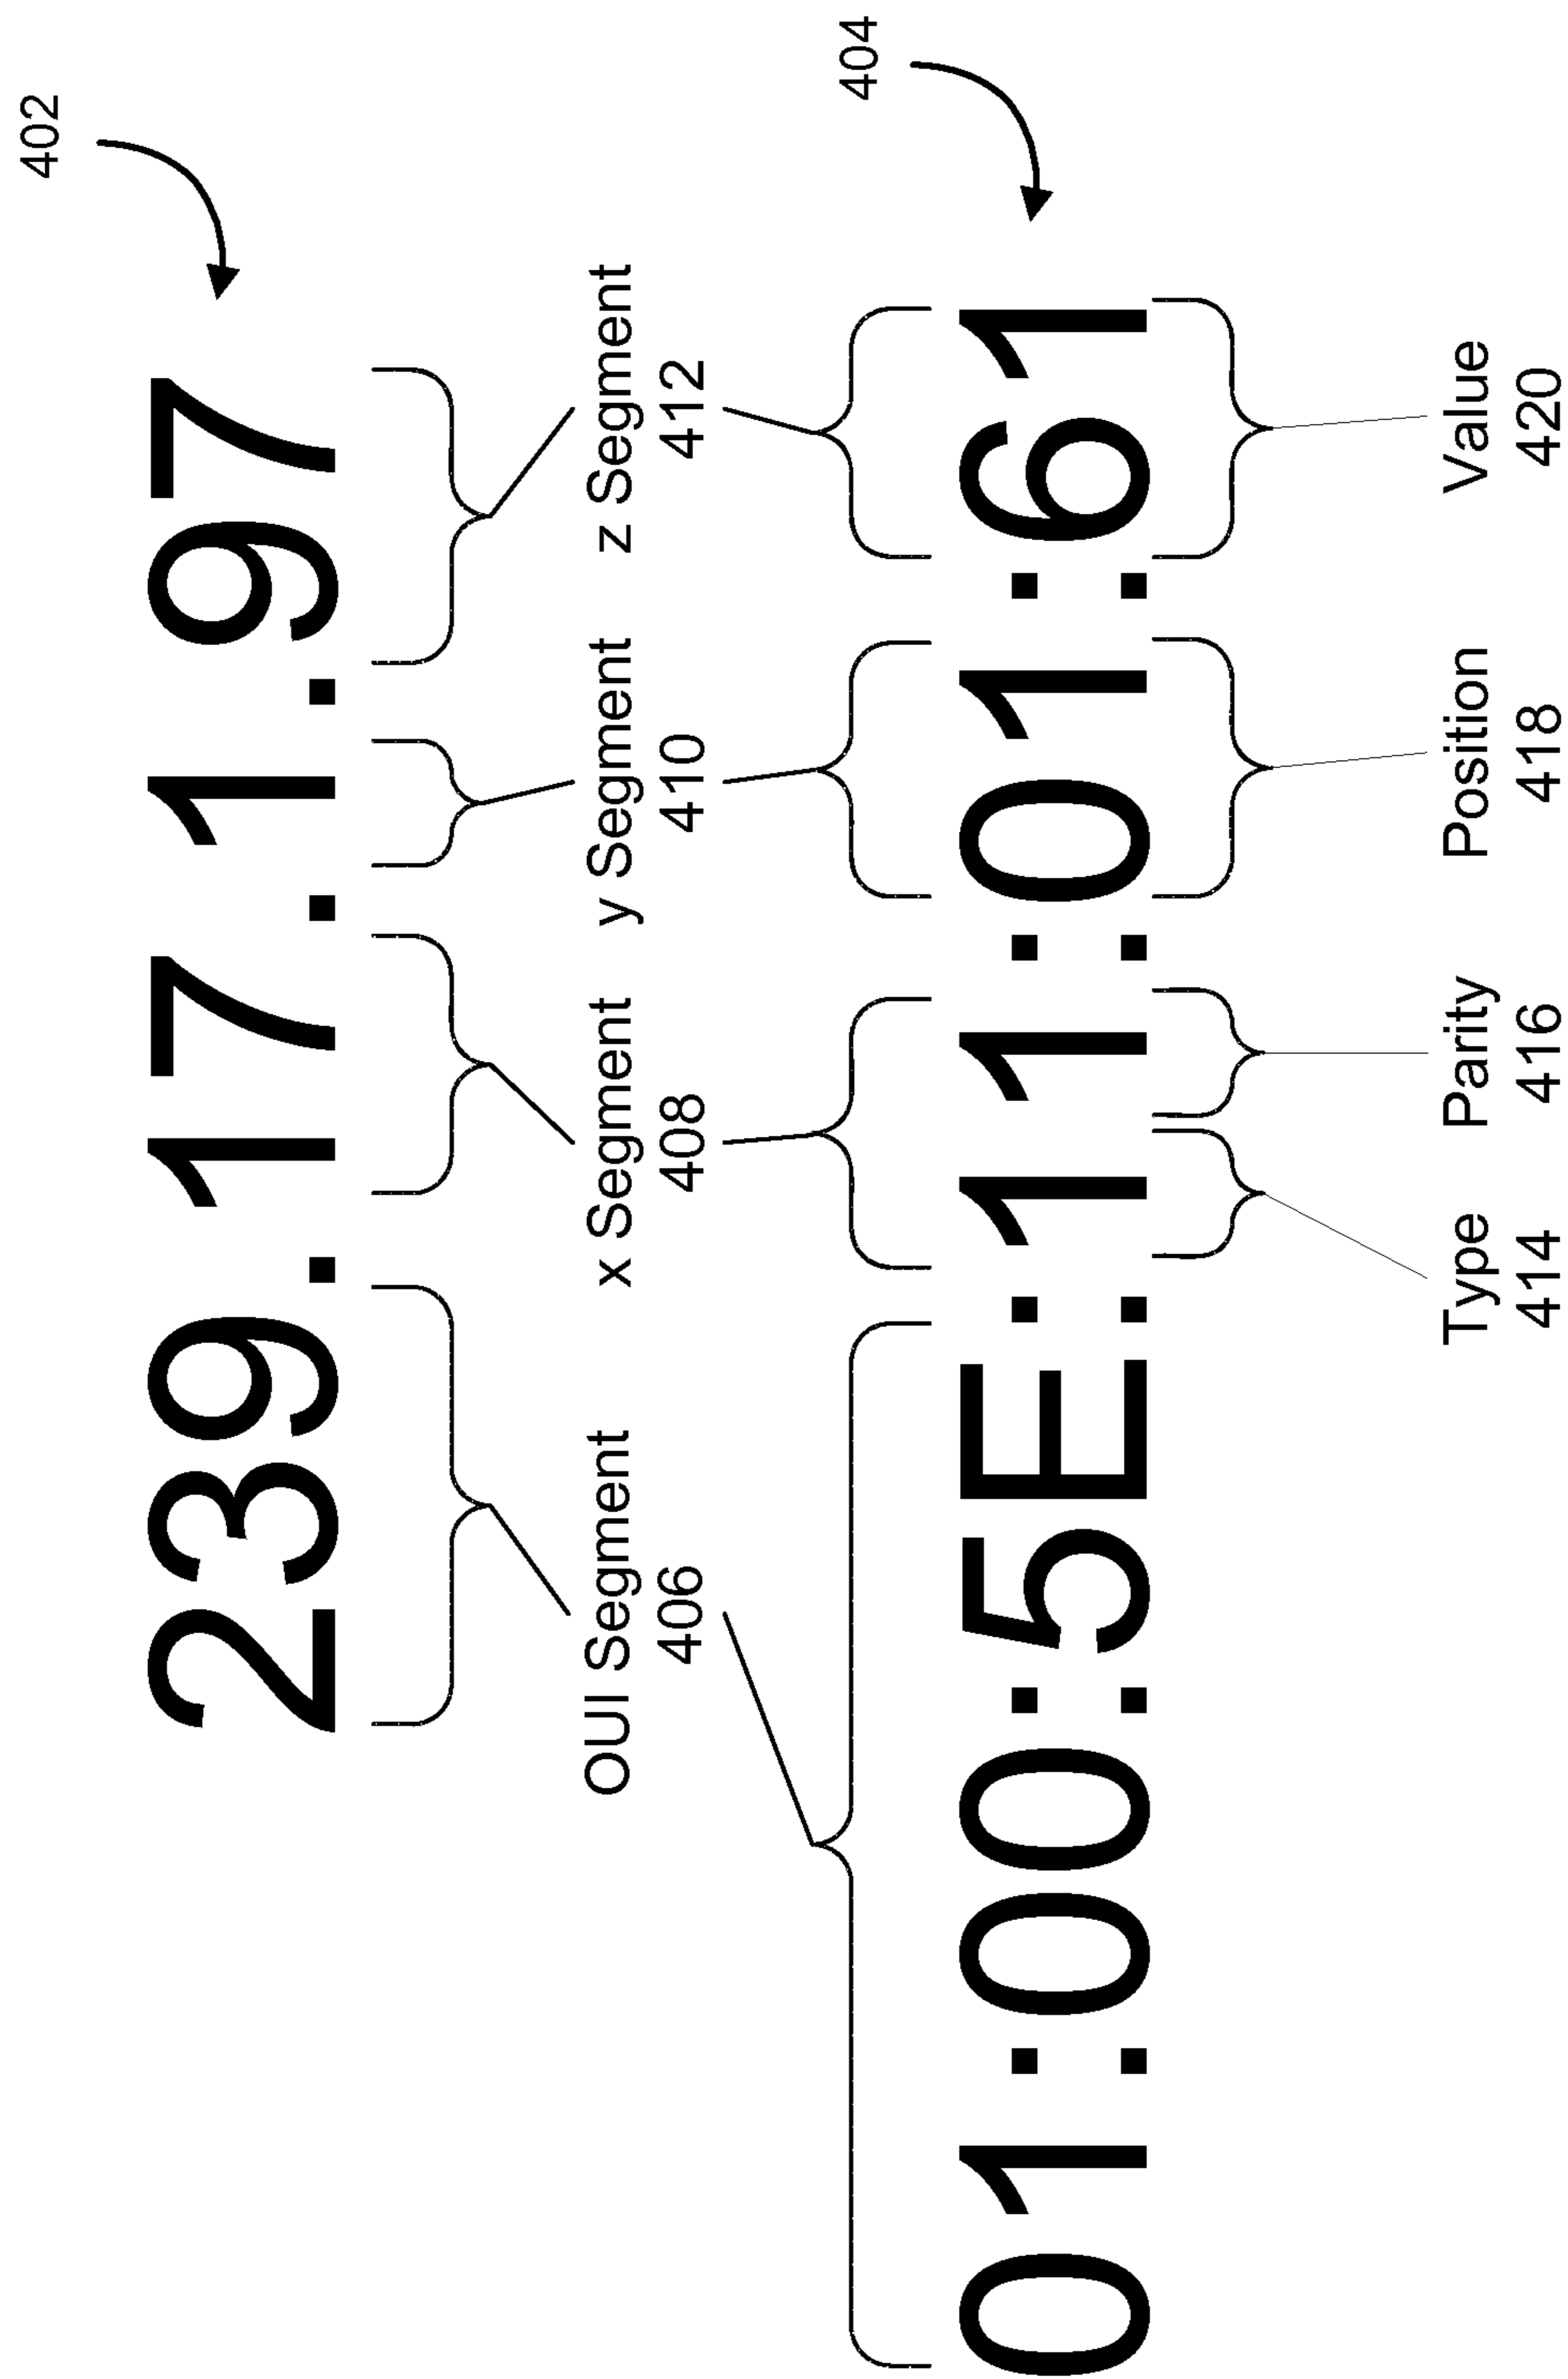 402
239.17.1.97
OUI Segment x Segment y Segment z Segment
406 408 410 412
404
01:00:5E:11:01:61
Type Parity Position Value
414 416 418 420